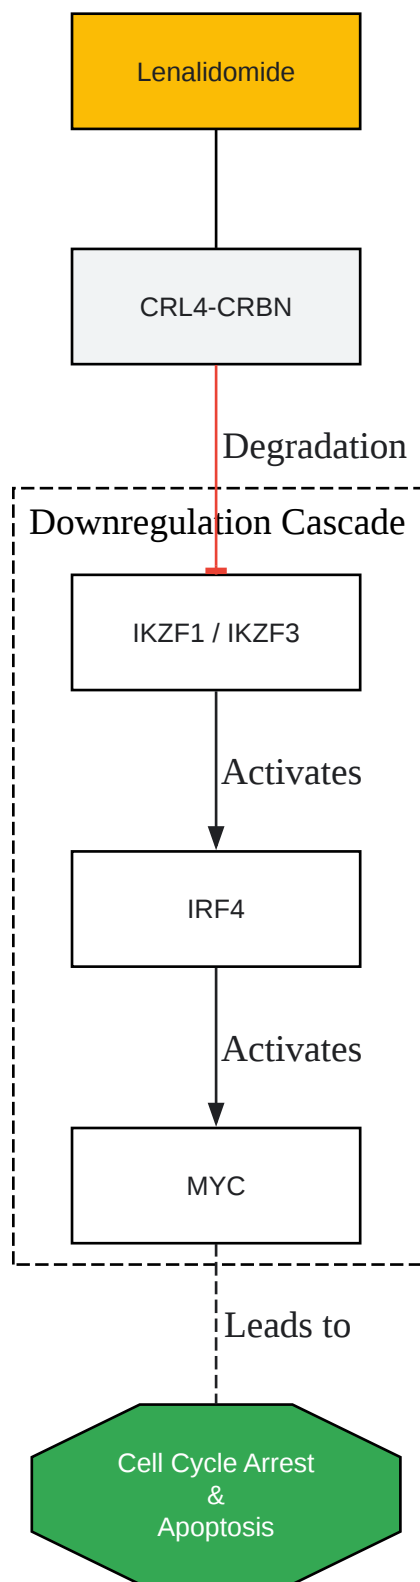 Lenalidomide
CRL4-CRBN
Degradation
Downregulation Cascade
IKZF1 / IKZF3
Activates
IRF4
Activates
MYC
Leads to
Cell Cycle Arrest
&
Apoptosis